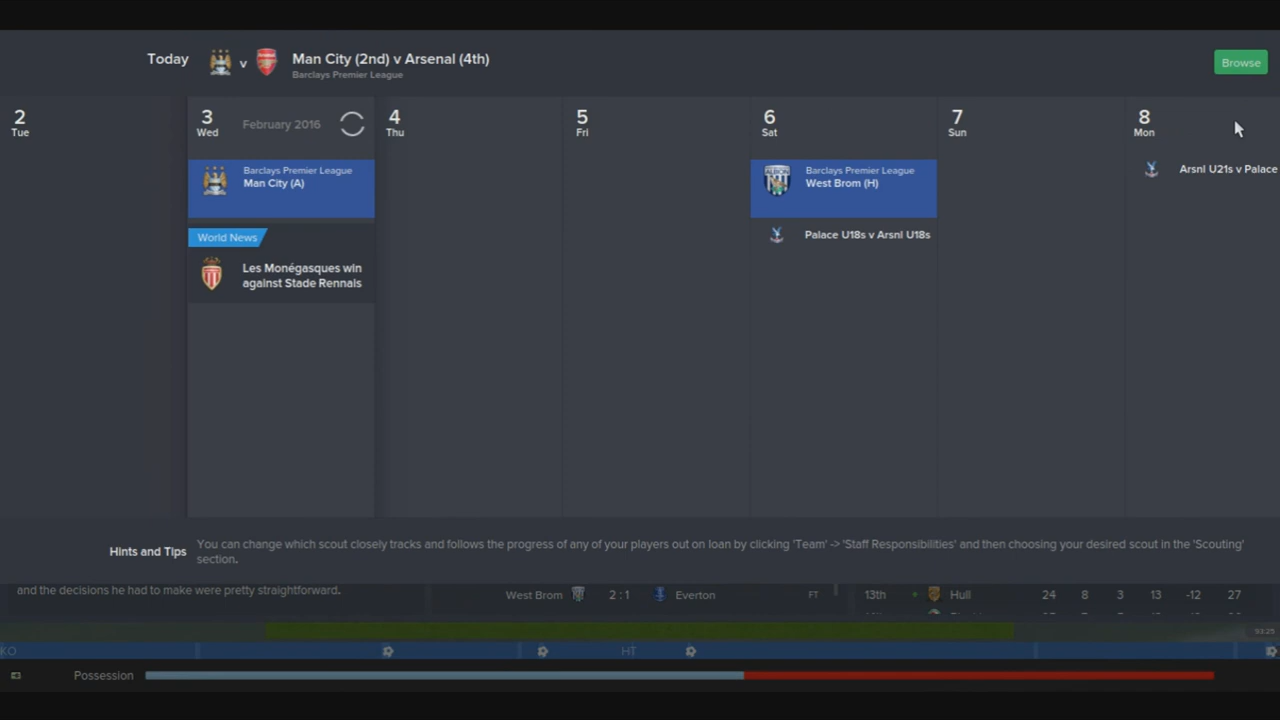 Today v Man City (2nd) v Arsenal (4th)
Barclays Premier League
Browse
2
Tue
3
Wed
February 2016
4
Thu
5
Fri
6
Sat
7
Sun
8
Mon
Barclays Premier League
Man City (A)
World News
Les Monégasques win
against Stade Rennais
Barclays Premier League
West Brom (H)
Palace U18s v Arsnl U18s
Arsnl U21s v Palace
Hints and Tips
You can change which scout closely tracks and follows the progress of any of your players out on loan by clicking 'Team' -> 'Staff Responsibilities' and then choosing your desired scout in the 'Scouting'
section.
and the decisions he had to make were pretty straightforward.
West Brom 2 : 1 Everton FT
13th Hull 24 8 3 13 -12 27
93:25
KO HT
Possession